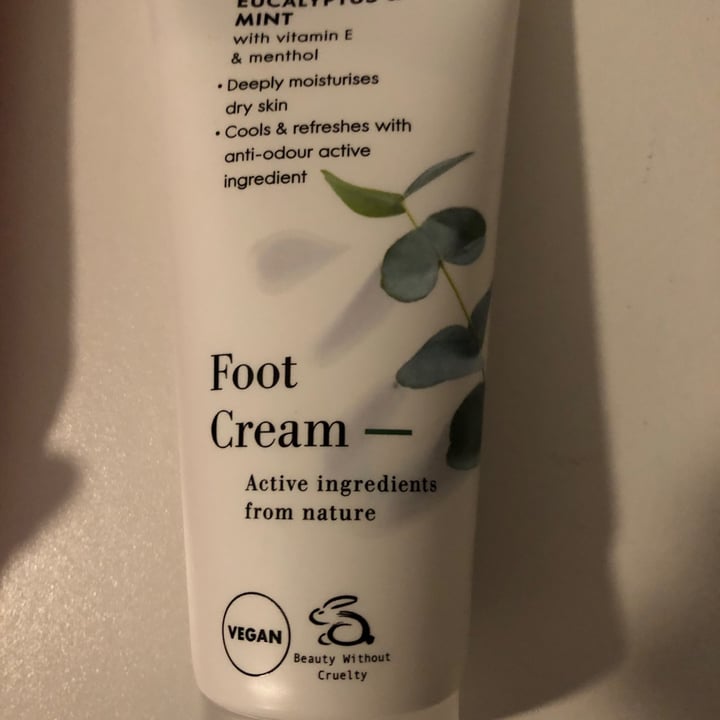 EUCALYPTUS &
MINT
with vitamin E
& menthol
• Deeply moisturises
dry skin
• Cools & refreshes with
anti-odour active
ingredient
Foot
Cream —
Active ingredients
from nature
VEGAN
Beauty Without
Cruelty